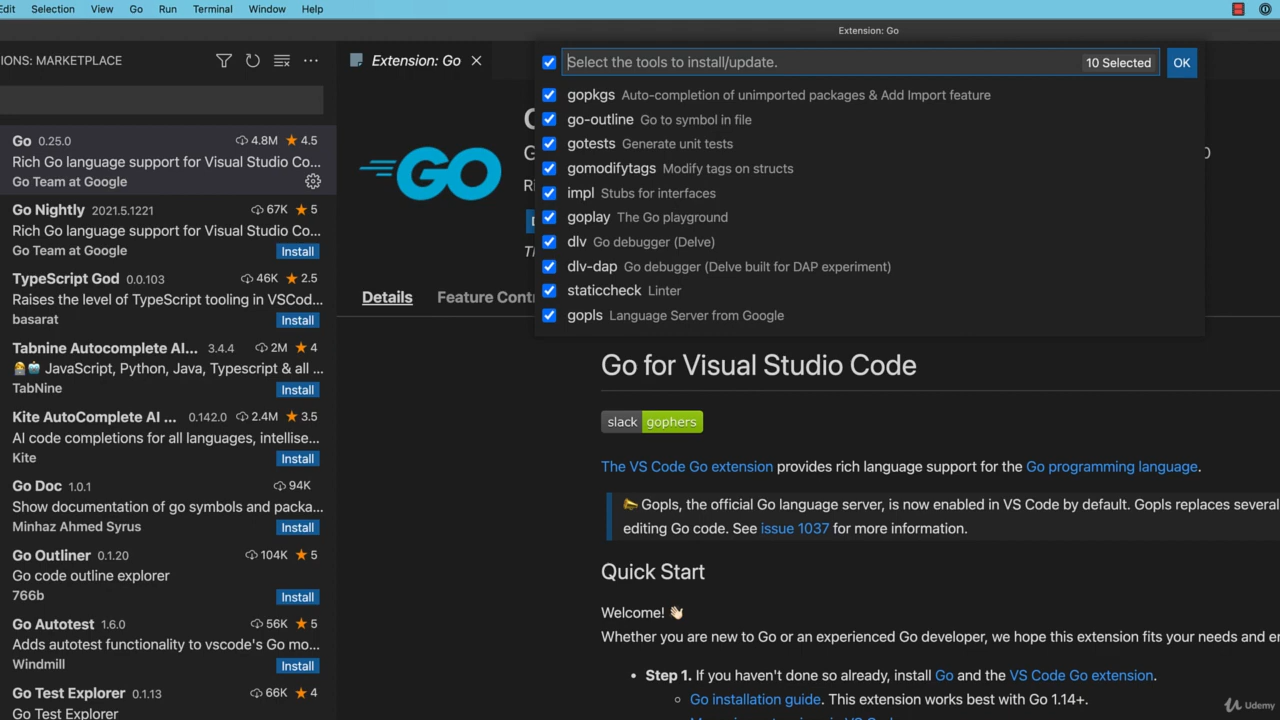 Edit Selection View Go Run Terminal Window Help
Extension: Go
IONS: MARKETPLACE
Extension: Go
Select the tools to install/update.
10 Selected
OK
gopkgs Auto-completion of unimported packages & Add Import feature
go-outline Go to symbol in file
gotests Generate unit tests
gomodifytags Modify tags on structs
impl Stubs for interfaces
goplay The Go playground
dlv Go debugger (Delve)
dlv-dap Go debugger (Delve built for DAP experiment)
staticcheck Linter
gopls Language Server from Google
Go 0.25.0 4.8M 4.5
Rich Go language support for Visual Studio Co...
Go Team at Google
Go Nightly 2021.5.1221 67K 5
Rich Go language support for Visual Studio Co...
Go Team at Google Install
TypeScript God 0.0.103 46K 2.5
Raises the level of TypeScript tooling in VSCod...
basarat Install
Tabnine Autocomplete AI... 3.4.4 2M 4
JavaScript, Python, Java, Typescript & all ...
TabNine Install
Kite AutoComplete AI ... 0.142.0 2.4M 3.5
AI code completions for all languages, intellise...
Kite Install
Go Doc 1.0.1 94K
Show documentation of go symbols and packa...
Minhaz Ahmed Syrus Install
Go Outliner 0.1.20 104K 5
Go code outline explorer
766b Install
Go Autotest 1.6.0 56K 5
Adds autotest functionality to vscode's Go mo...
Windmill Install
Go Test Explorer 0.1.13 66K 4
GO
Details Feature Cont
Go for Visual Studio Code
slack gophers
The VS Code Go extension provides rich language support for the Go programming language.
Gopls, the official Go language server, is now enabled in VS Code by default. Gopls replaces several
editing Go code. See issue 1037 for more information.
Quick Start
Welcome! 👋🏻
Whether you are new to Go or an experienced Go developer, we hope this extension fits your needs and e
• Step 1. If you haven't done so already, install Go and the VS Code Go extension.
Go installation guide. This extension works best with Go 1.14+.
Udemy